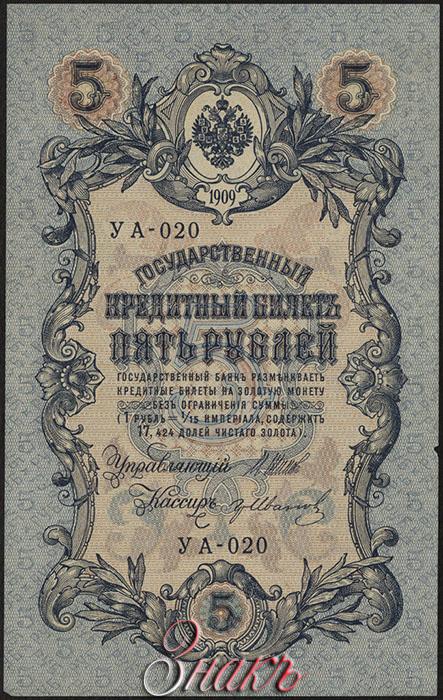 5 5
1909
УА-020
ГОСУДАРСТВЕННЫЙ
КРЕДИТНЫЙ БИЛЕТЪ
ПЯТЬ РУБЛЕЙ
ГОСУДАРСТВЕННЫЙ БАНКЪ РАЗМѢНИВАЕТЪ
КРЕДИТНЫЕ БИЛЕТЫ НА ЗОЛОТУЮ МОНЕТУ
БЕЗЪ ОГРАНИЧЕНІЯ СУММЫ
(1 РУБЛЬ = 1/15 ИМПЕРІАЛА, СОДЕРЖИТЪ
17,424 ДОЛЕЙ ЧИСТАГО ЗОЛОТА).
Управляющій
Кассиръ
УА-020
5
Знакъ